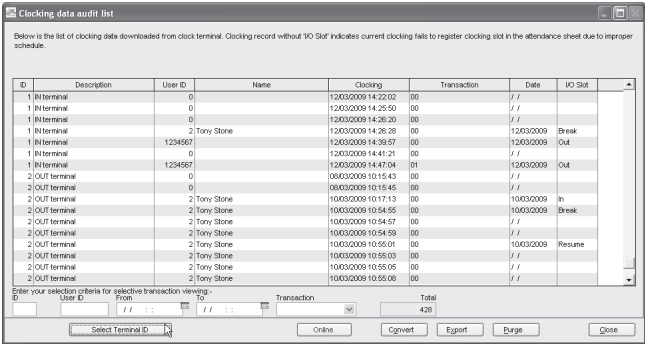 Clocking data audit list
Below is the list of clocking data downloaded from clock terminal. Clocking record without 'I/O Slot' indicates current clocking fails to register clocking slot in the attendance sheet due to improper
schedule.
ID Description User ID Name Clocking Transaction Date I/O Slot
1 IN terminal 0 12/03/2009 14:22:02 00 / /
1 IN terminal 0 12/03/2009 14:25:50 00 / /
1 IN terminal 0 12/03/2009 14:26:20 00 / /
1 IN terminal 2 Tony Stone 12/03/2009 14:26:28 00 12/03/2009 Break
1 IN terminal 1234567 12/03/2009 14:39:57 00 12/03/2009 Out
1 IN terminal 0 12/03/2009 14:41:21 00 / /
1 IN terminal 1234567 12/03/2009 14:47:04 01 12/03/2009 Out
2 OUT terminal 0 08/03/2009 10:15:43 00 / /
2 OUT terminal 0 08/03/2009 10:15:45 00 / /
2 OUT terminal 2 Tony Stone 10/03/2009 10:17:13 00 10/03/2009 In
2 OUT terminal 2 Tony Stone 10/03/2009 10:54:55 00 10/03/2009 Break
2 OUT terminal 2 Tony Stone 10/03/2009 10:54:57 00 / /
2 OUT terminal 2 Tony Stone 10/03/2009 10:54:59 00 / /
2 OUT terminal 2 Tony Stone 10/03/2009 10:55:01 00 10/03/2009 Resume
2 OUT terminal 2 Tony Stone 10/03/2009 10:55:03 00 / /
2 OUT terminal 2 Tony Stone 10/03/2009 10:55:05 00 / /
2 OUT terminal 2 Tony Stone 10/03/2009 10:55:08 00 / /
Enter your selection criteria for selective transaction viewing:-
ID User ID From To Transaction Total
/ / : : / / : : 428
Select Terminal ID Online Convert Export Purge Close